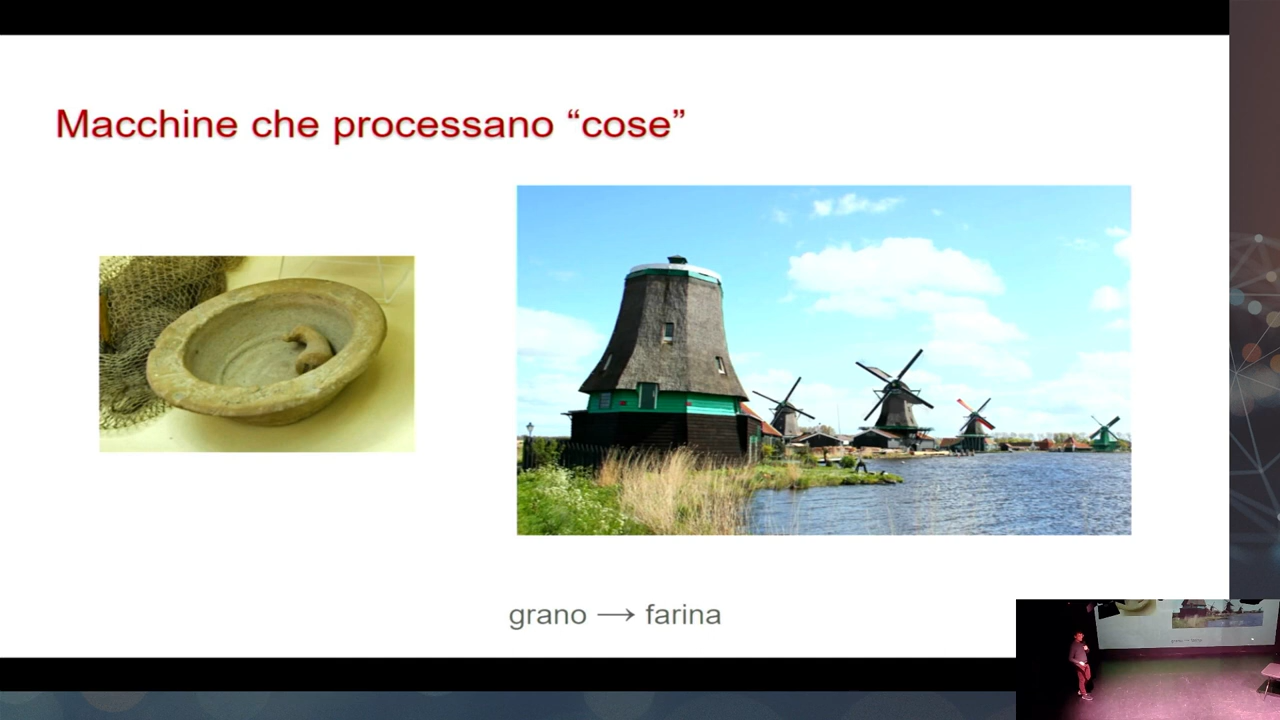 Macchine che processano “cose”
grano → farina